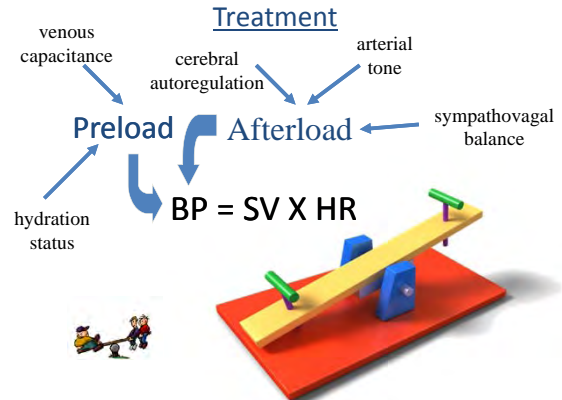 Treatment
venous
capacitance
cerebral
autoregulation
arterial
tone
Preload
Afterload
sympathovagal
balance
hydration
status
BP = SV X HR